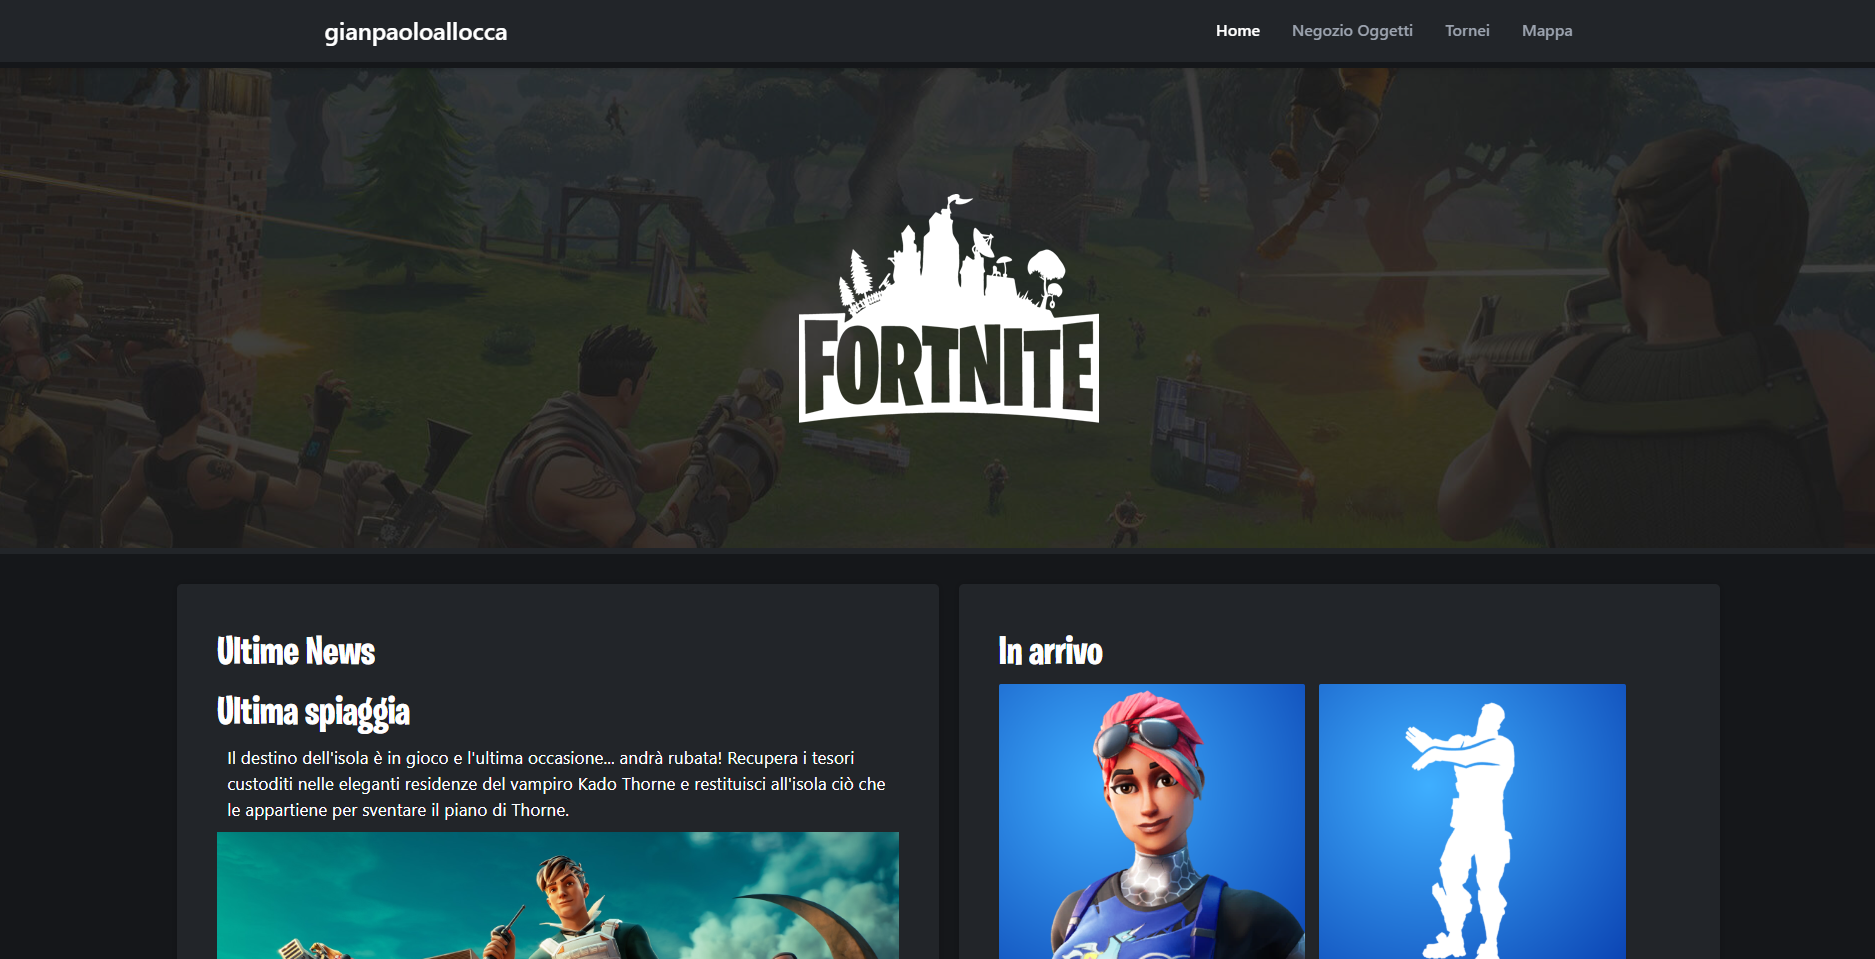 gianpaoloallocca
Home Negozio Oggetti Tornei Mappa
FORTNITE
Ultime News
Ultima spiaggia
Il destino dell'isola è in gioco e l'ultima occasione... andrà rubata! Recupera i tesori
custoditi nelle eleganti residenze del vampiro Kado Thorne e restituisci all'isola ciò che
le appartiene per sventare il piano di Thorne.
In arrivo